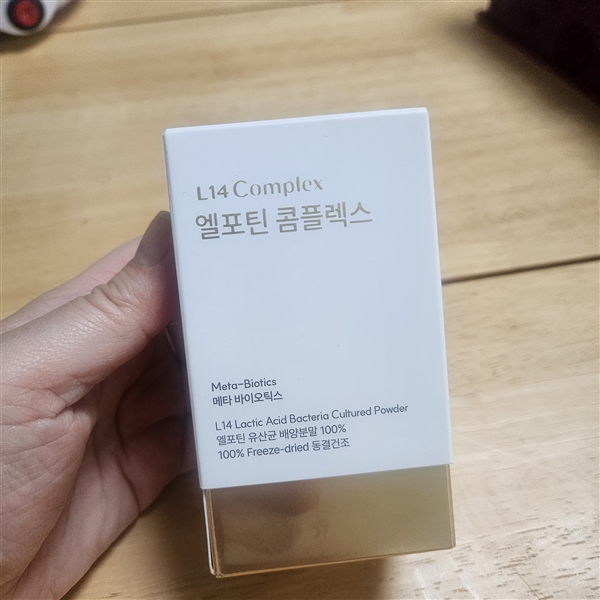 L14 Complex
엘포틴 콤플렉스
Meta-Biotics
메타 바이오틱스
L14 Lactic Acid Bacteria Cultured Powder
엘포틴 유산균 배양분말 100%
100% Freeze-dried 동결건조